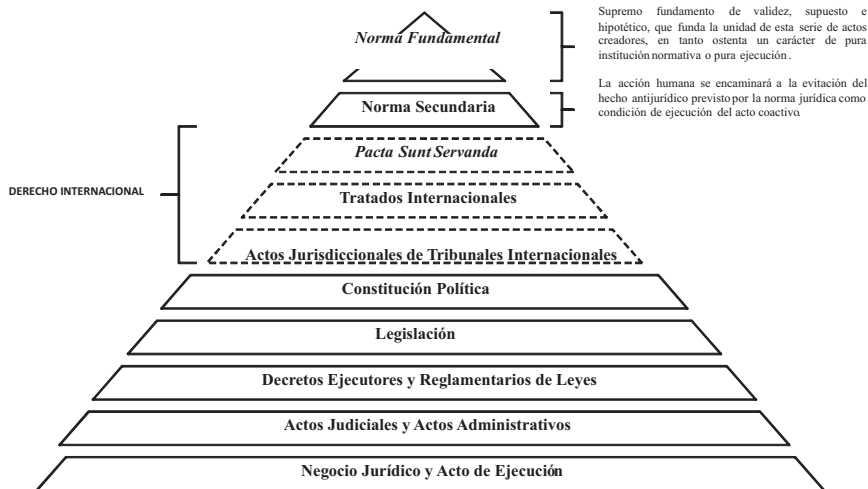 Norma Fundamental
Supremo fundamento de validez, supuesto e
hipotético, que funda la unidad de esta serie de actos
creadores, en tanto ostenta un carácter de pura
institución normativa o pura ejecución.
Norma Secundaria
La acción humana se encaminará a la evitación del
hecho antijurídico previsto por la norma jurídica como
condición de ejecución del acto coactivo.
Pacta Sunt Servanda
DERECHO INTERNACIONAL
Tratados Internacionales
Actos Jurisdiccionales de Tribunales Internacionales
Constitución Política
Legislación
Decretos Ejecutores y Reglamentarios de Leyes
Actos Judiciales y Actos Administrativos
Negocio Jurídico y Acto de Ejecución